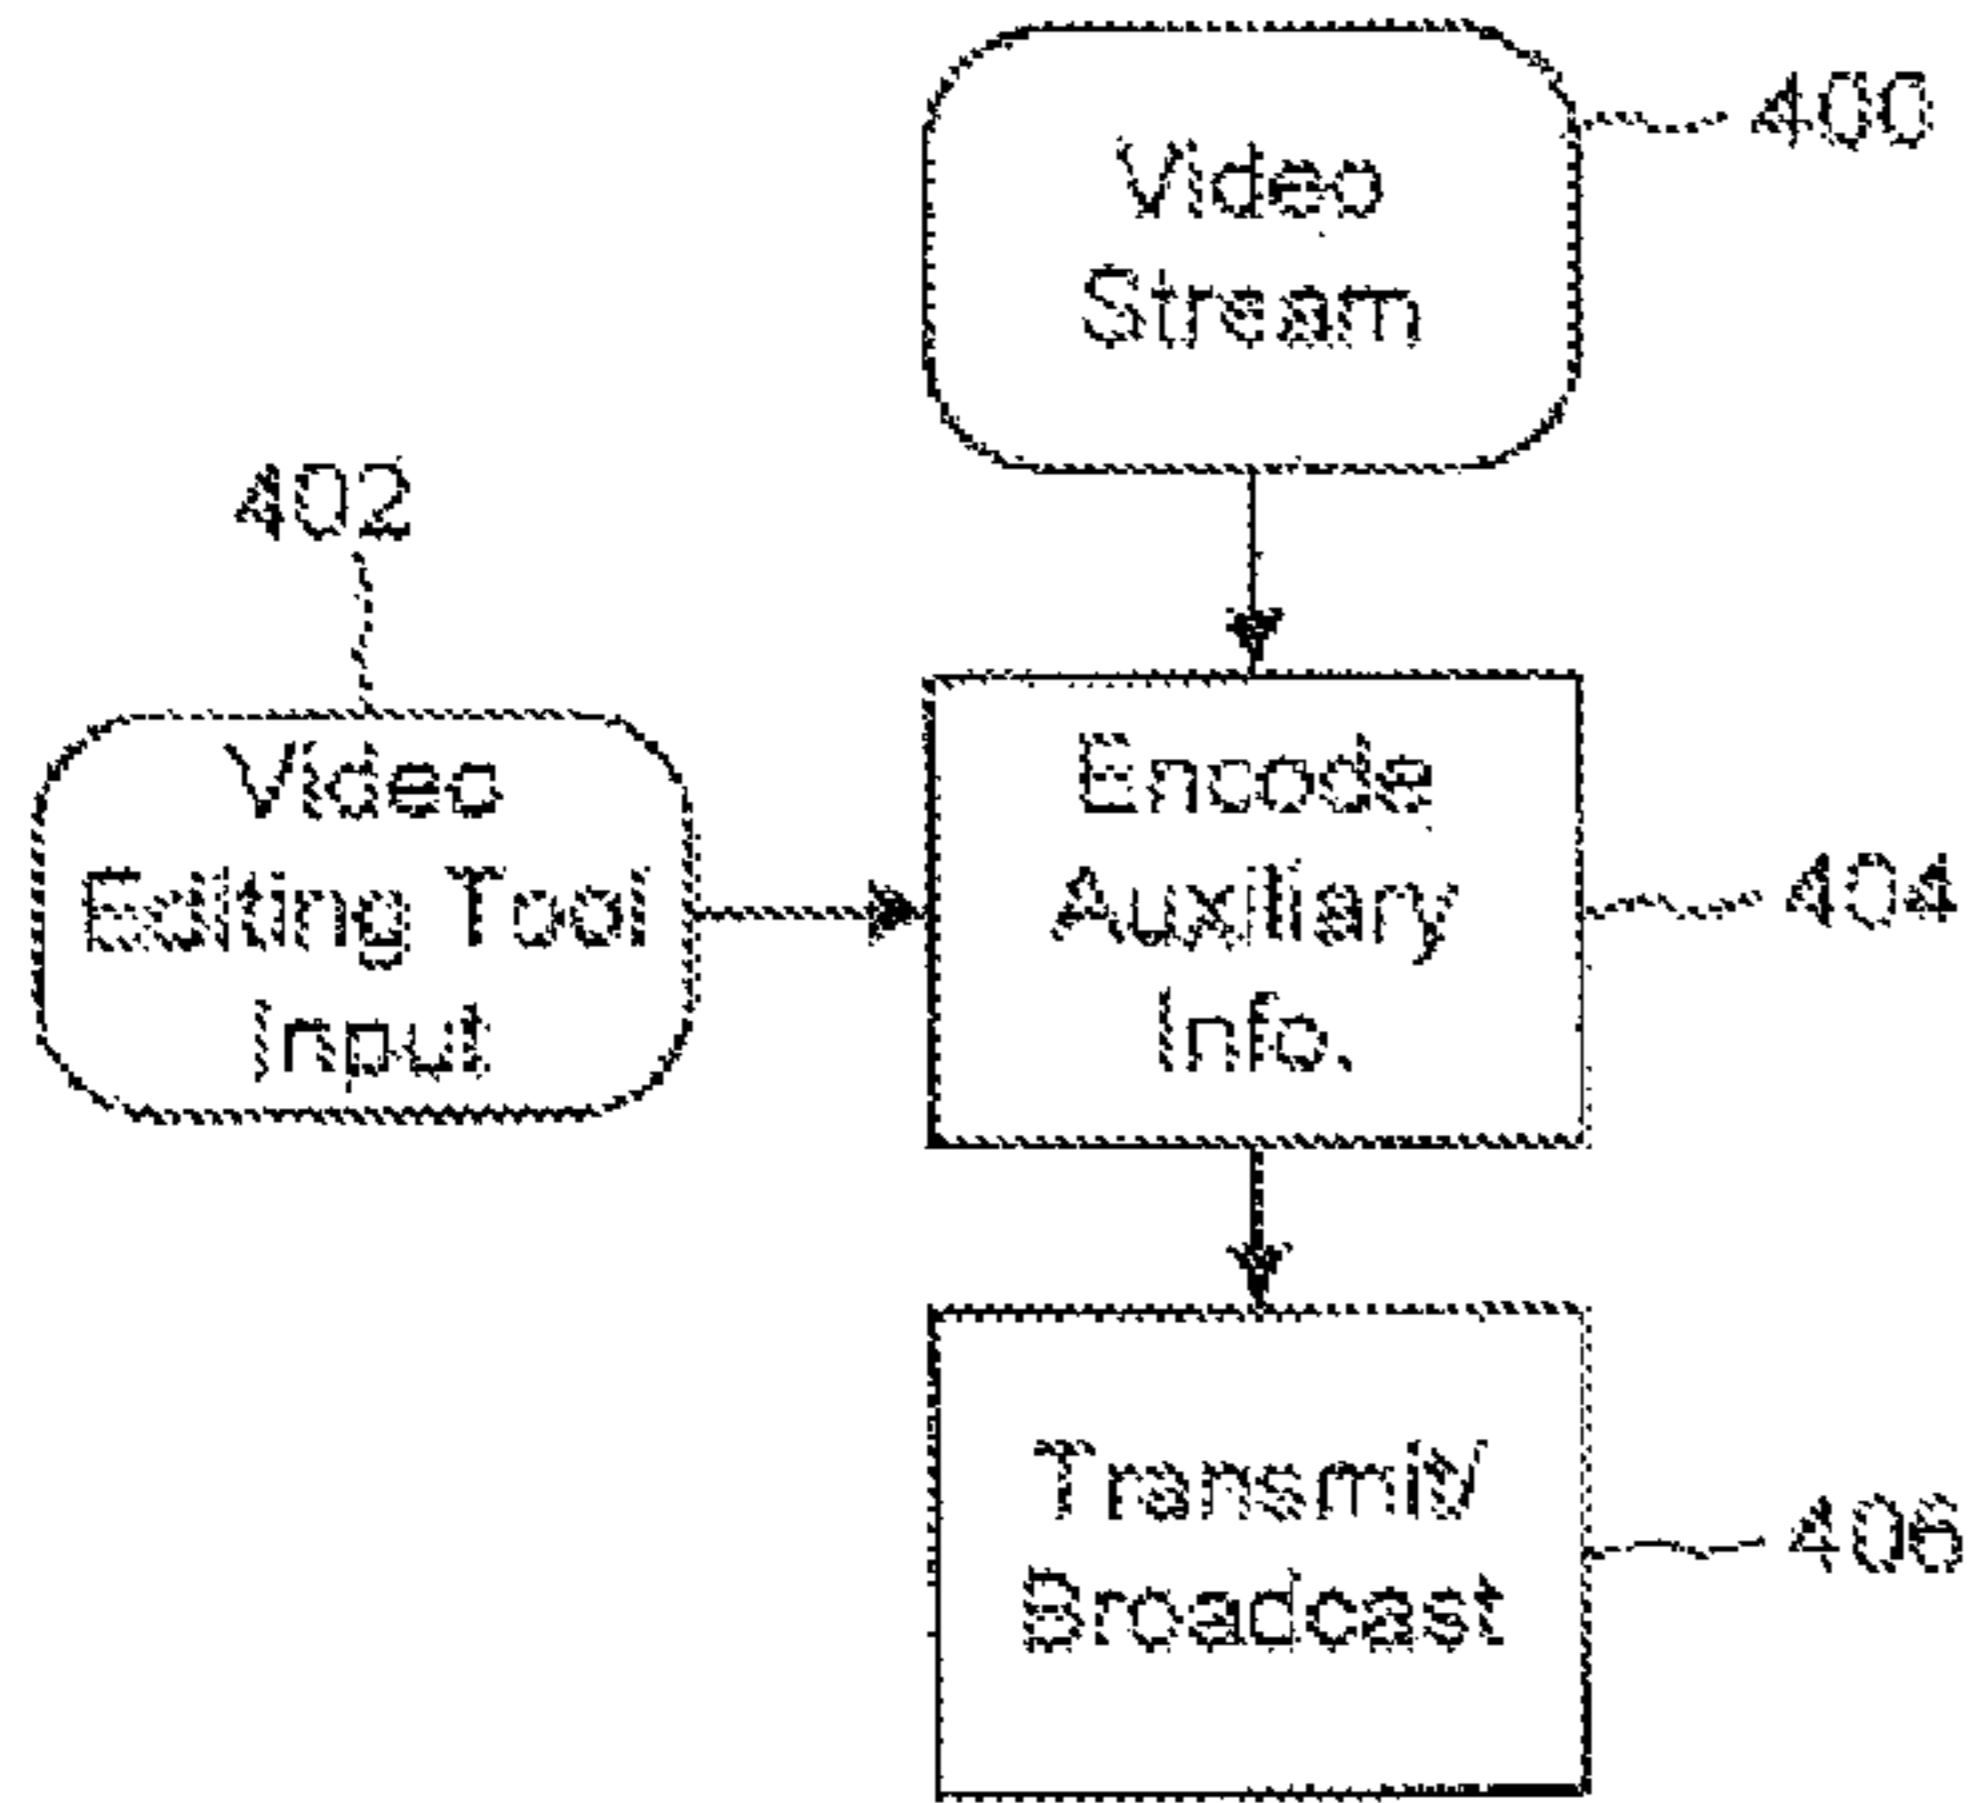 400
Video
Stream
402
Video
Editing Tool
Input
Encode
Auxiliary
Info.
404
Transmit/
Broadcast
406